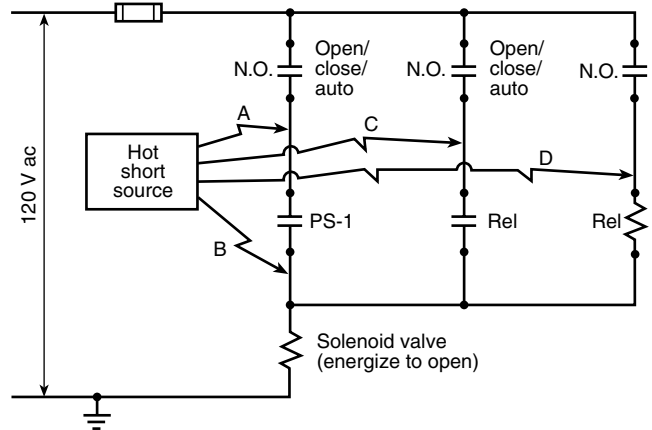 Open/
close/
auto
Open/
close/
auto
N.O.
N.O.
N.O.
A
C
D
Hot
short
source
120 V ac
PS-1
Rel
Rel
B
Solenoid valve
(energize to open)